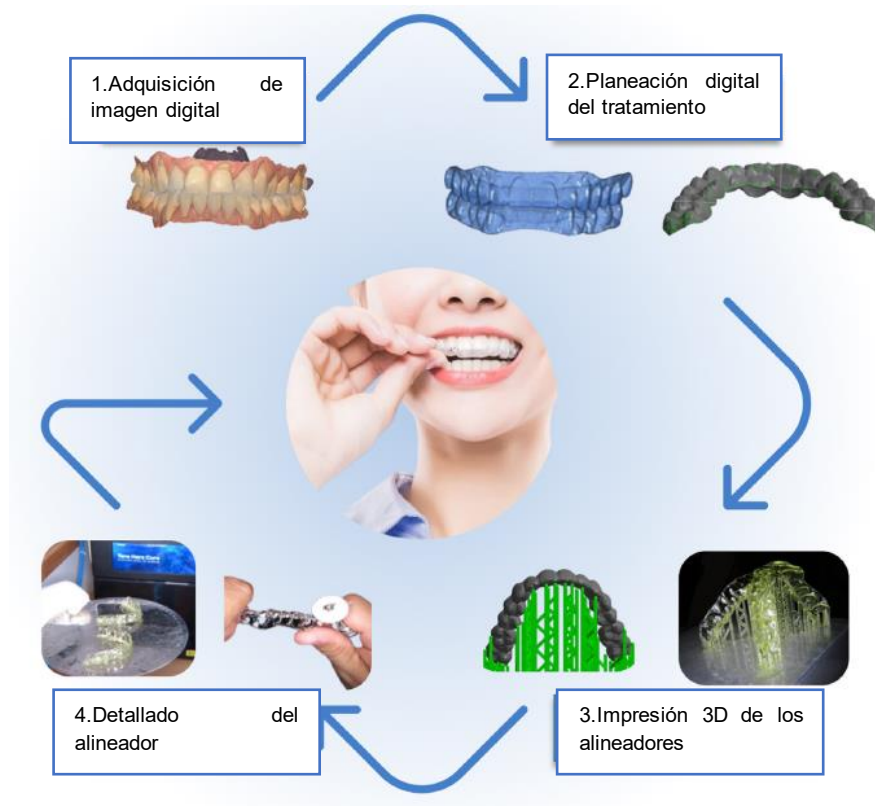 1.Adquisición de
imagen digital
2.Planeación digital
del tratamiento
4.Detallado del
alineador
3.Impresión 3D de los
alineadores